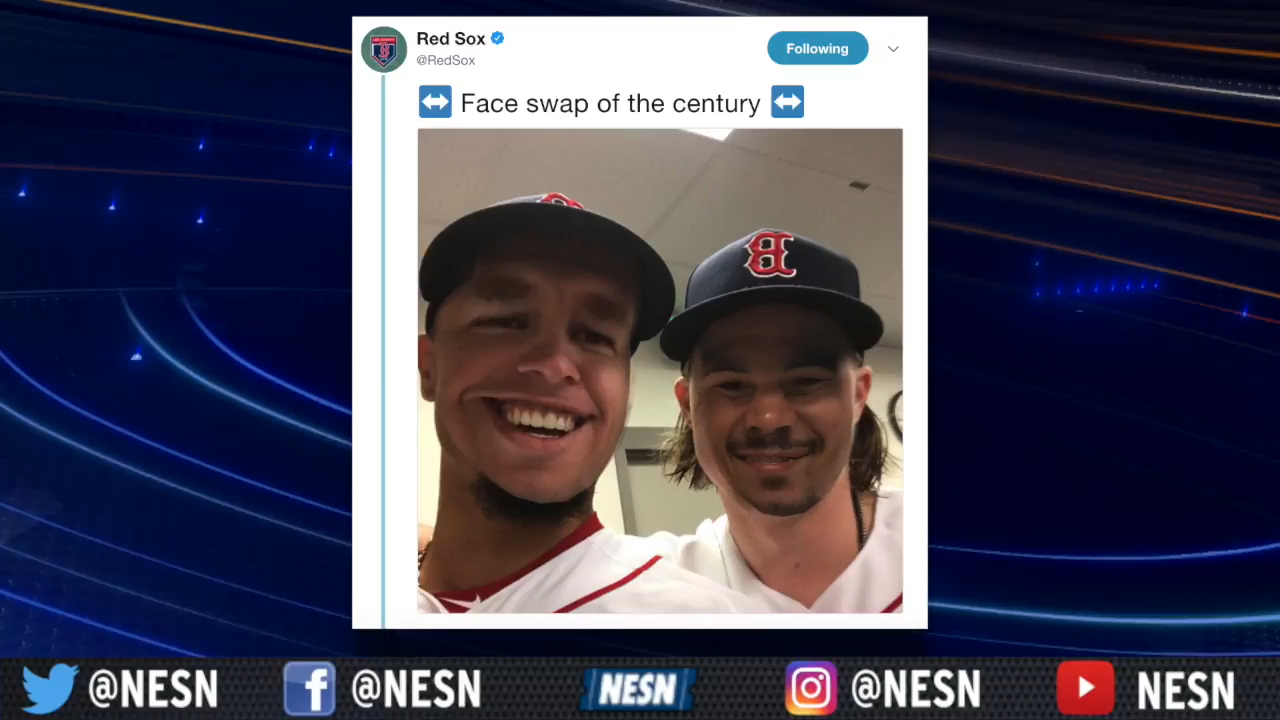 Red Sox
@RedSox
Following
↔️ Face swap of the century ↔️
B
@NESN
@NESN
NESN
@NESN
NESN